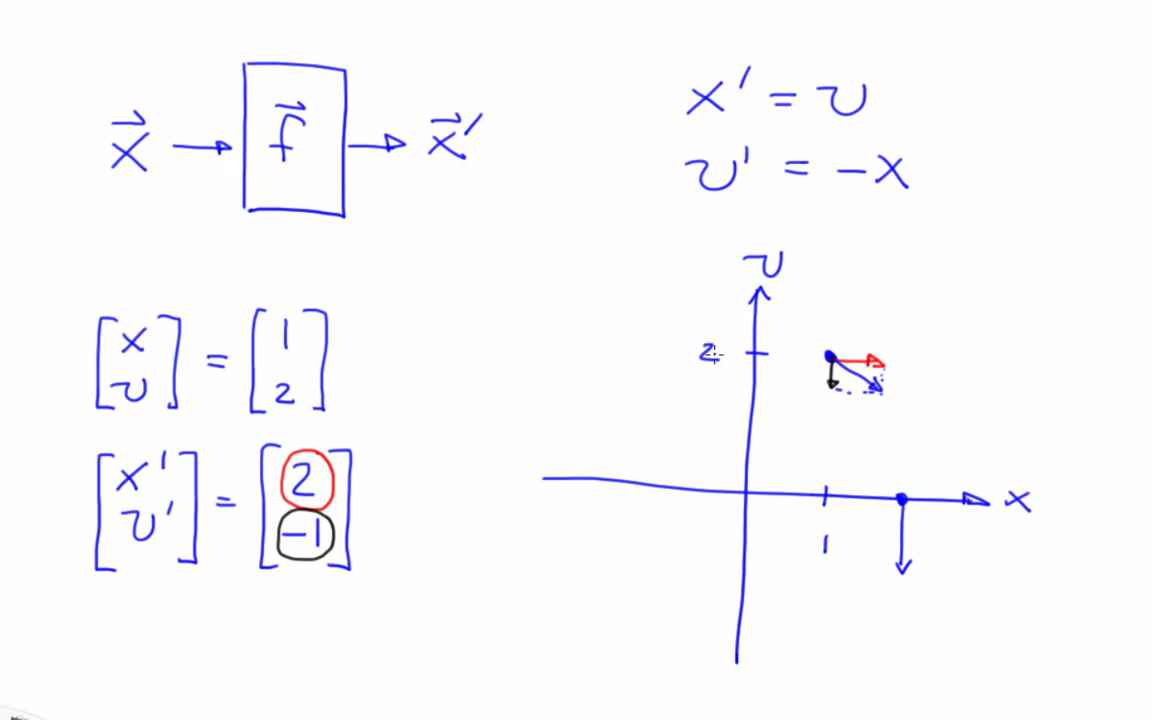 x⃗ → f⃗ → x⃗′
x′ = v
v′ = −x
[x v] = [1 2]
[x′ v′] = [2 −1]
v
2
x
1